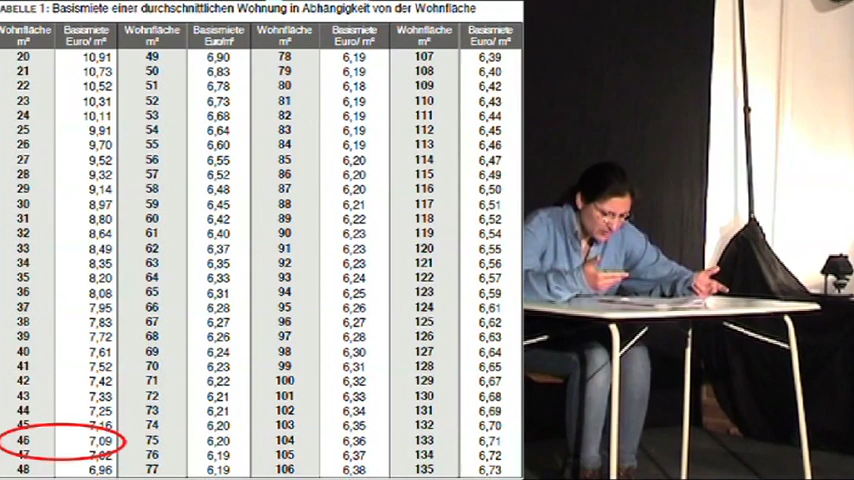 TABELLE 1: Basismiete einer durchschnittlichen Wohnung in Abhängigkeit von der Wohnfläche
Wohnfläche m² Basismiete Euro/ m² Wohnfläche m² Basismiete Euro/m² Wohnfläche m² Basismiete Euro/ m² Wohnfläche m² Basismiete Euro/ m²
20 10,91 49 6,90 78 6,19 107 6,39
21 10,73 50 6,83 79 6,19 108 6,40
22 10,52 51 6,78 80 6,18 109 6,42
23 10,31 52 6,73 81 6,19 110 6,43
24 10,11 53 6,68 82 6,19 111 6,44
25 9,91 54 6,64 83 6,19 112 6,45
26 9,70 55 6,60 84 6,19 113 6,46
27 9,52 56 6,55 85 6,20 114 6,47
28 9,32 57 6,52 86 6,20 115 6,49
29 9,14 58 6,48 87 6,20 116 6,50
30 8,97 59 6,45 88 6,21 117 6,51
31 8,80 60 6,42 89 6,22 118 6,52
32 8,64 61 6,40 90 6,23 119 6,54
33 8,49 62 6,37 91 6,23 120 6,55
34 8,35 63 6,35 92 6,23 121 6,56
35 8,20 64 6,33 93 6,24 122 6,57
36 8,08 65 6,31 94 6,25 123 6,59
37 7,95 66 6,28 95 6,26 124 6,61
38 7,83 67 6,27 96 6,27 125 6,62
39 7,72 68 6,26 97 6,28 126 6,63
40 7,61 69 6,24 98 6,30 127 6,64
41 7,52 70 6,23 99 6,31 128 6,65
42 7,42 71 6,22 100 6,32 129 6,67
43 7,33 72 6,21 101 6,33 130 6,68
44 7,25 73 6,21 102 6,34 131 6,69
45 7,16 74 6,20 103 6,35 132 6,70
46 7,09 75 6,20 104 6,36 133 6,71
47 7,02 76 6,19 105 6,37 134 6,72
48 6,96 77 6,19 106 6,38 135 6,73